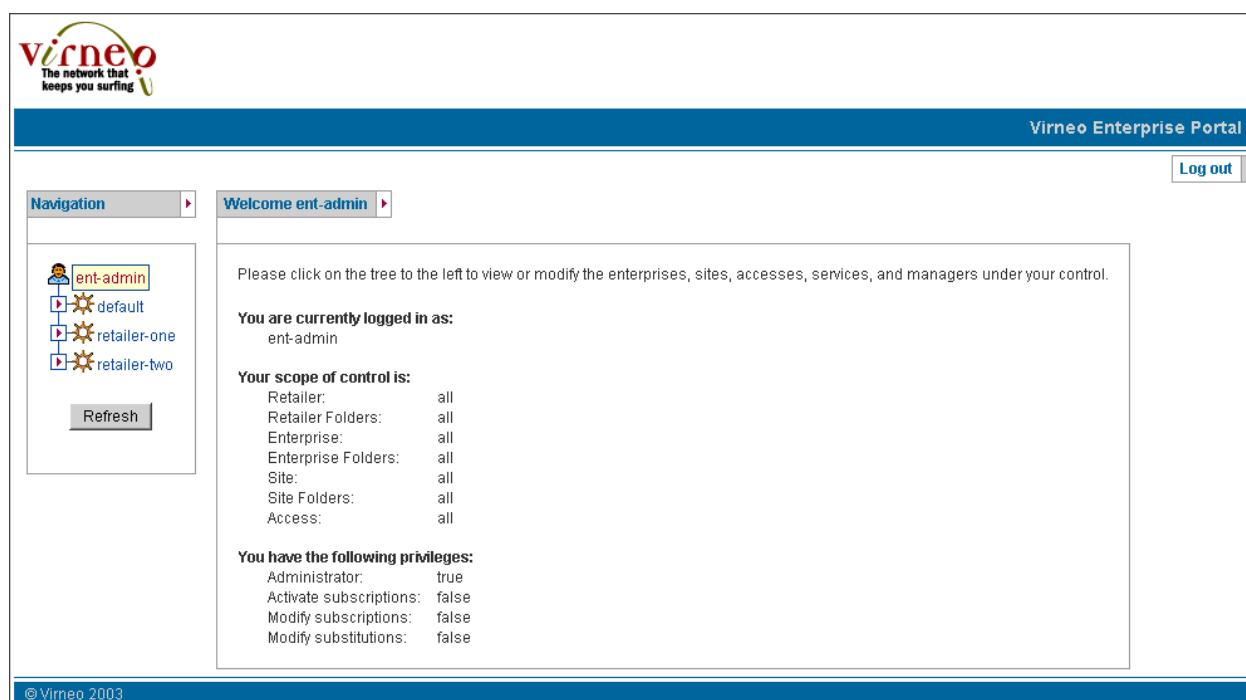 Virneo
The network that
keeps you surfing
Virneo Enterprise Portal
Log out
Navigation
Welcome ent-admin
ent-admin
default
retailer-one
retailer-two
Refresh
Please click on the tree to the left to view or modify the enterprises, sites, accesses, services, and managers under your control.
You are currently logged in as:
ent-admin
Your scope of control is:
Retailer: all
Retailer Folders: all
Enterprise: all
Enterprise Folders: all
Site: all
Site Folders: all
Access: all
You have the following privileges:
Administrator: true
Activate subscriptions: false
Modify subscriptions: false
Modify substitutions: false
© Virneo 2003